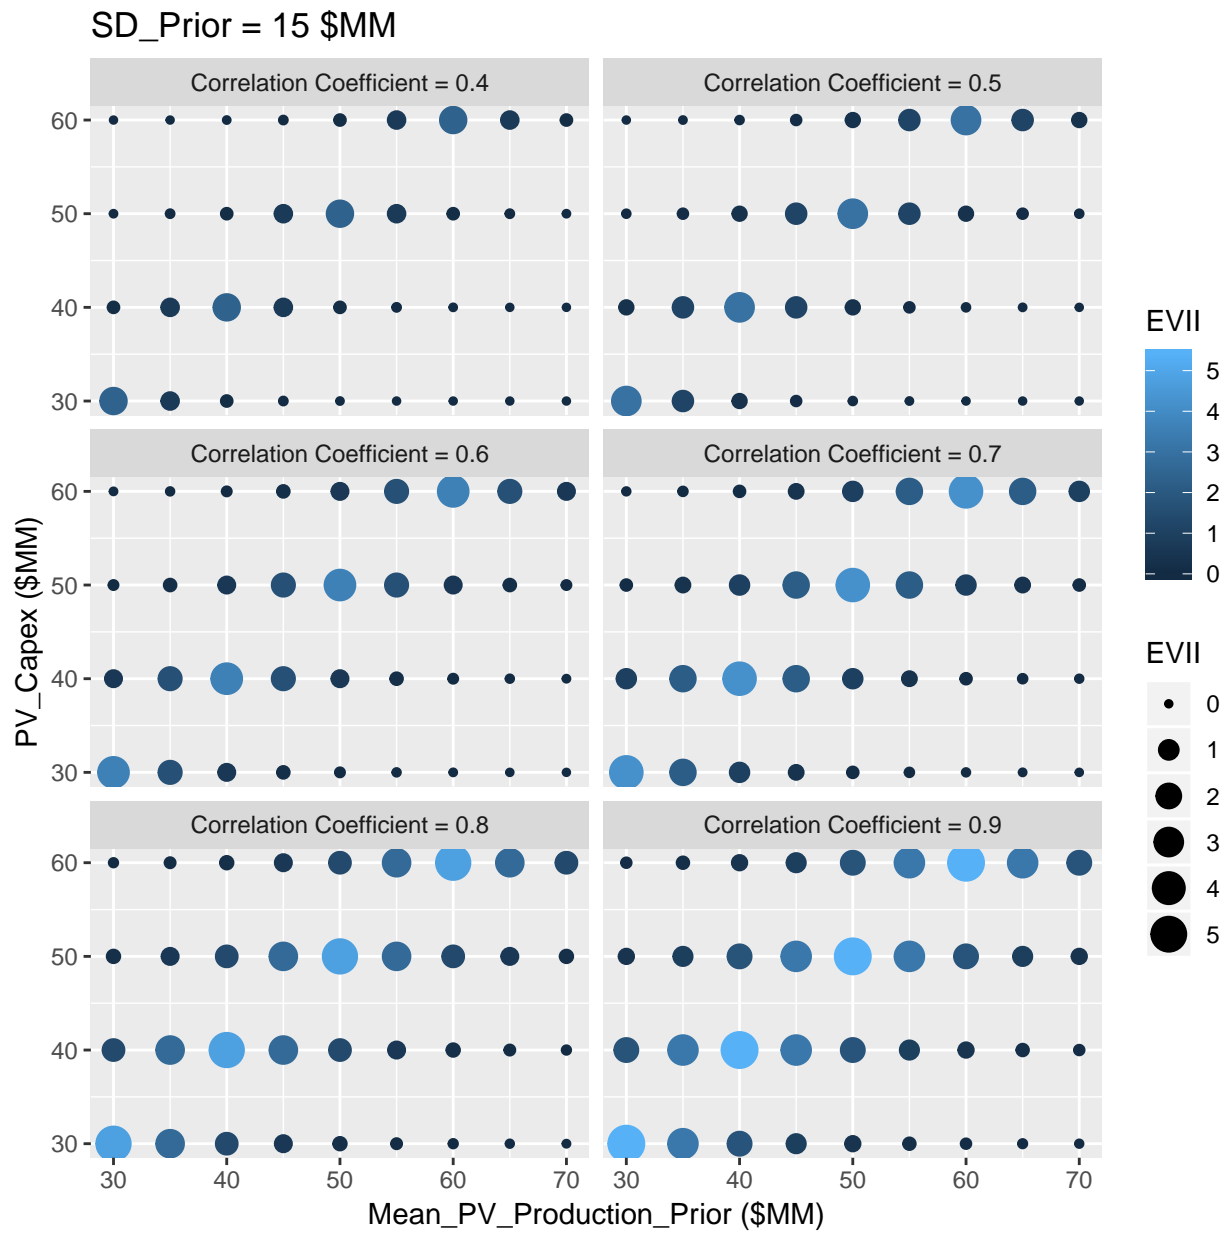 SD_Prior = 15 $MM
Correlation Coefficient = 0.4
Correlation Coefficient = 0.5
60
50
40
30
Correlation Coefficient = 0.6
Correlation Coefficient = 0.7
60
50
40
30
Correlation Coefficient = 0.8
Correlation Coefficient = 0.9
60
50
40
30
30 40 50 60 70
30 40 50 60 70
Mean_PV_Production_Prior ($MM)
PV_Capex ($MM)
EVII
5
4
3
2
1
0
EVII
0
1
2
3
4
5